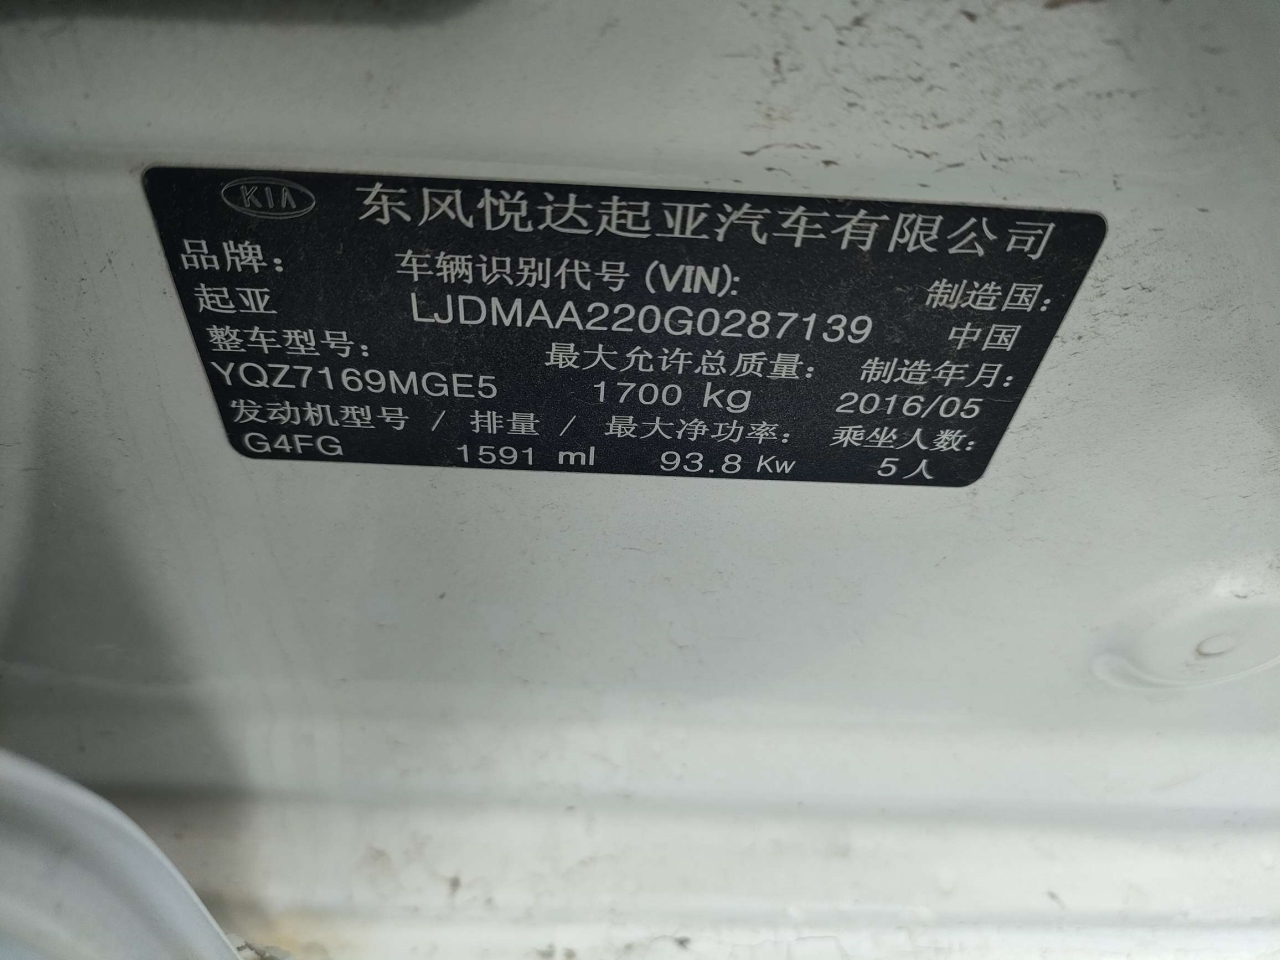 KIA 东风悦达起亚汽车有限公司
品牌： 车辆识别代号 (VIN): 制造国：
起亚 LJDMAA220G0287139 中国
整车型号： 最大允许总质量： 制造年月：
YQZ7169MGE5 1700 kg 2016/05
发动机型号 / 排量 / 最大净功率： 乘坐人数：
G4FG 1591 ml 93.8 Kw 5人